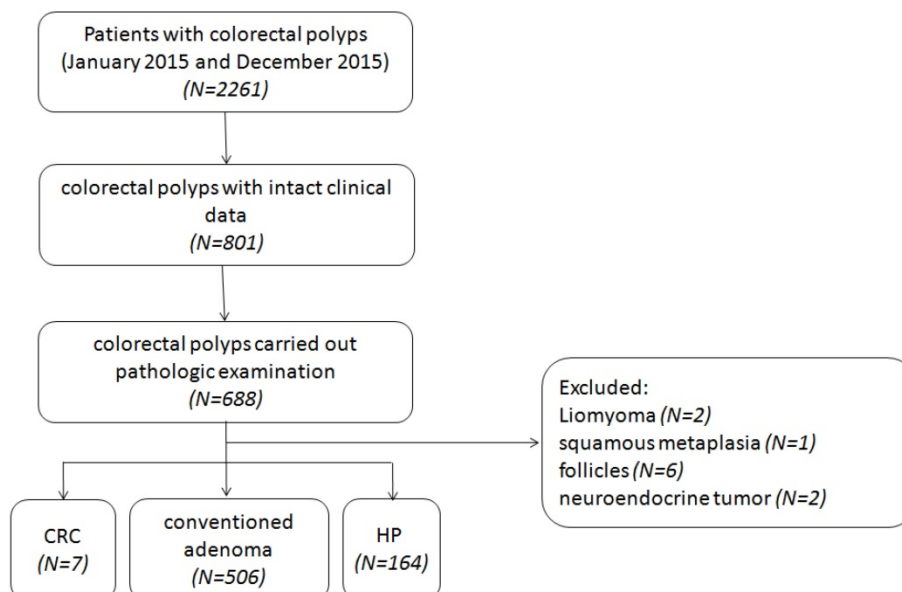 Patients with colorectal polyps
(January 2015 and December 2015)
(N=2261)
colorectal polyps with intact clinical
data
(N=801)
colorectal polyps carried out
pathologic examination
(N=688)
Excluded:
Liomyoma (N=2)
squamous metaplasia (N=1)
follicles (N=6)
neuroendocrine tumor (N=2)
CRC
(N=7)
conventioned
adenoma
(N=506)
HP
(N=164)